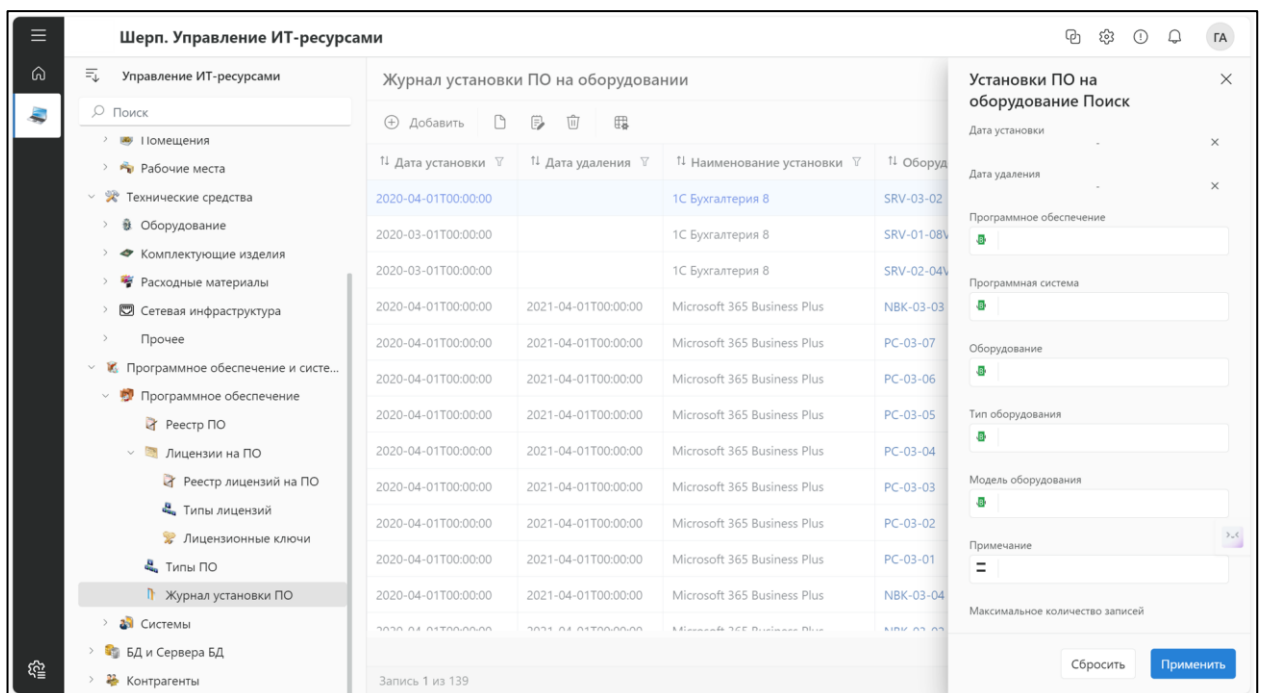 Шерп. Управление ИТ-ресурсами
ГА
Управление ИТ-ресурсами
Поиск
Помещения
Рабочие места
Технические средства
Оборудование
Комплектующие изделия
Расходные материалы
Сетевая инфраструктура
Прочее
Программное обеспечение и систе...
Программное обеспечение
Реестр ПО
Лицензии на ПО
Реестр лицензий на ПО
Типы лицензий
Лицензионные ключи
Типы ПО
Журнал установки ПО
Системы
БД и Сервера БД
Контрагенты
Журнал установки ПО на оборудовании
Добавить
Дата установки Дата удаления Наименование установки Оборуд
2020-04-01T00:00:00 1С Бухгалтерия 8 SRV-03-02
2020-03-01T00:00:00 1С Бухгалтерия 8 SRV-01-08V
2020-03-01T00:00:00 1С Бухгалтерия 8 SRV-02-04V
2020-04-01T00:00:00 2021-04-01T00:00:00 Microsoft 365 Business Plus NBK-03-03
2020-04-01T00:00:00 2021-04-01T00:00:00 Microsoft 365 Business Plus PC-03-07
2020-04-01T00:00:00 2021-04-01T00:00:00 Microsoft 365 Business Plus PC-03-06
2020-04-01T00:00:00 2021-04-01T00:00:00 Microsoft 365 Business Plus PC-03-05
2020-04-01T00:00:00 2021-04-01T00:00:00 Microsoft 365 Business Plus PC-03-04
2020-04-01T00:00:00 2021-04-01T00:00:00 Microsoft 365 Business Plus PC-03-03
2020-04-01T00:00:00 2021-04-01T00:00:00 Microsoft 365 Business Plus PC-03-02
2020-04-01T00:00:00 2021-04-01T00:00:00 Microsoft 365 Business Plus PC-03-01
2020-04-01T00:00:00 2021-04-01T00:00:00 Microsoft 365 Business Plus NBK-03-04
2020-04-01T00:00:00 2021-04-01T00:00:00 Microsoft 365 Business Plus
Запись 1 из 139
Установки ПО на
оборудование Поиск
Дата установки
-
Дата удаления
-
Программное обеспечение
Программная система
Оборудование
Тип оборудования
Модель оборудования
Примечание
=
Максимальное количество записей
Сбросить Применить